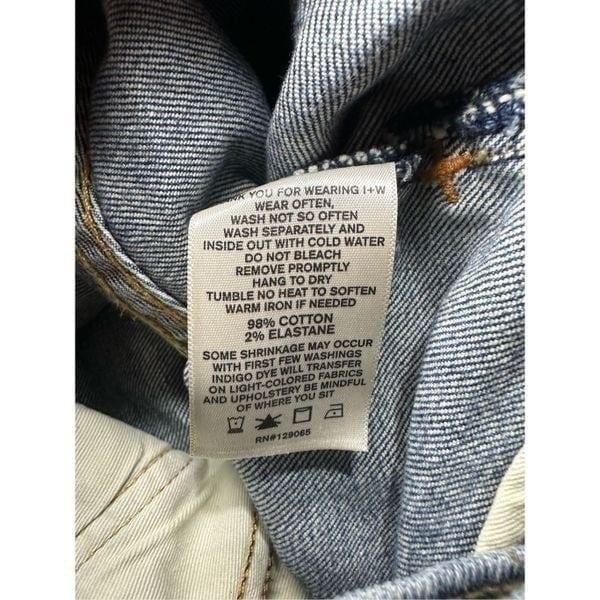 YOU FOR WEARING I+W
WEAR OFTEN,
WASH NOT SO OFTEN
WASH SEPARATELY AND
INSIDE OUT WITH COLD WATER
DO NOT BLEACH
REMOVE PROMPTLY
HANG TO DRY
TUMBLE NO HEAT TO SOFTEN
WARM IRON IF NEEDED
98% COTTON
2% ELASTANE
SOME SHRINKAGE MAY OCCUR
WITH FIRST FEW WASHINGS
INDIGO DYE WILL TRANSFER
ON LIGHT-COLORED FABRICS
AND UPHOLSTERY BE MINDFUL
OF WHERE YOU SIT
RN#129065